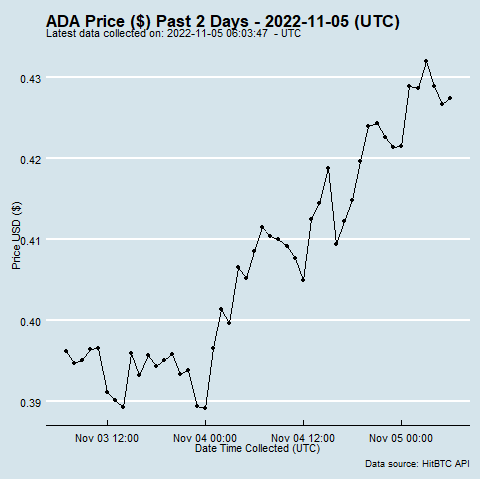 ADA Price ($) Past 2 Days - 2022-11-05 (UTC)
Latest data collected on: 2022-11-05 06:03:47 - UTC
Price USD ($)
0.43
0.42
0.41
0.40
0.39
Nov 03 12:00 Nov 04 00:00 Nov 04 12:00 Nov 05 00:00
Date Time Collected (UTC)
Data source: HitBTC API